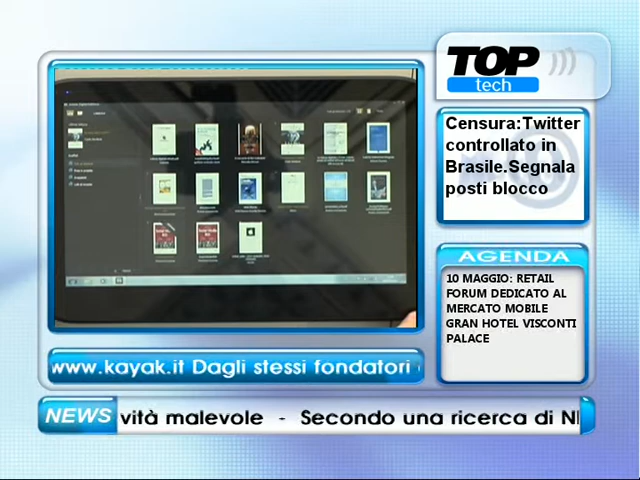 TOP
tech
Censura:Twitter
controllato in
Brasile.Segnala
posti blocco
AGENDA
10 MAGGIO: RETAIL
FORUM DEDICATO AL
MERCATO MOBILE
GRAN HOTEL VISCONTI
PALACE
www.kayak.it Dagli stessi fondatori
NEWS vità malevole - Secondo una ricerca di N